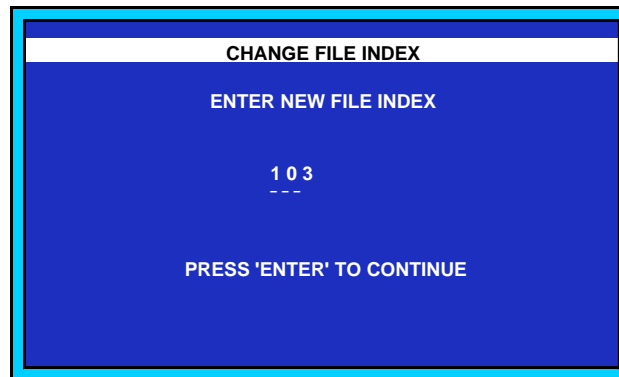 CHANGE FILE INDEX
ENTER NEW FILE INDEX
1 0 3
_ _ _
PRESS 'ENTER' TO CONTINUE